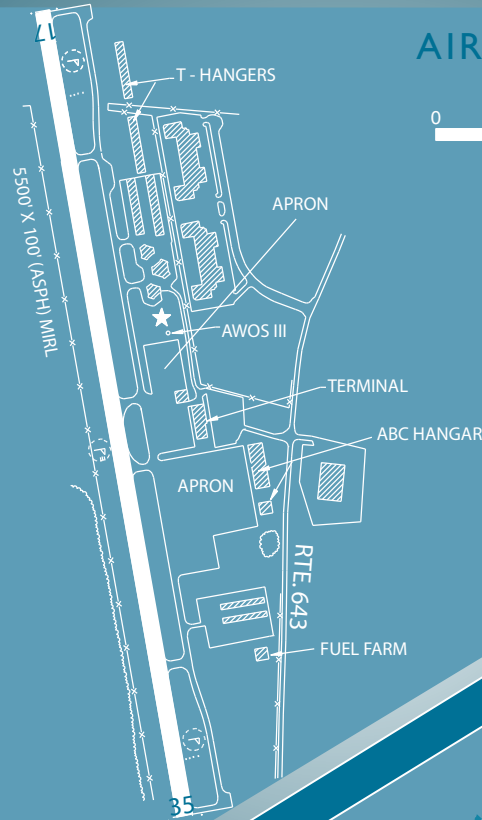 AIR
17
T - HANGERS
0
APRON
5500' X 100' (ASPH) MIRL
AWOS III
TERMINAL
ABC HANGAR
APRON
RTE. 643
FUEL FARM
35